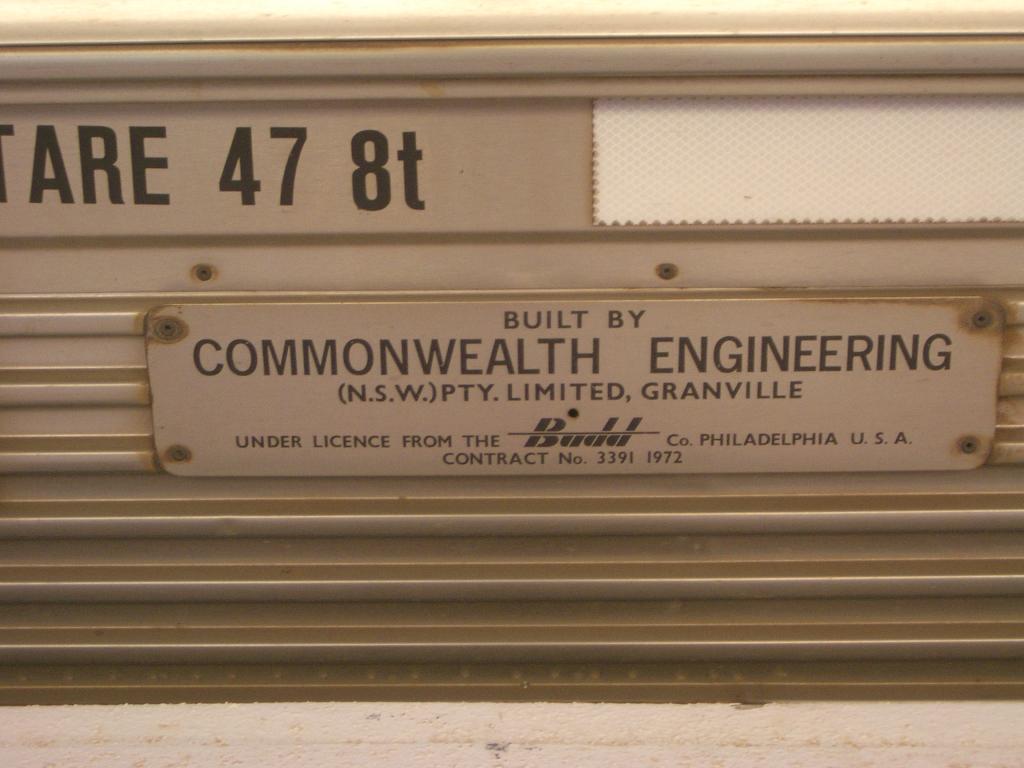 TARE 47 8t
BUILT BY
COMMONWEALTH ENGINEERING
(N.S.W.) PTY. LIMITED, GRANVILLE
UNDER LICENCE FROM THE Budd Co. PHILADELPHIA U. S. A.
CONTRACT No. 3391 1972